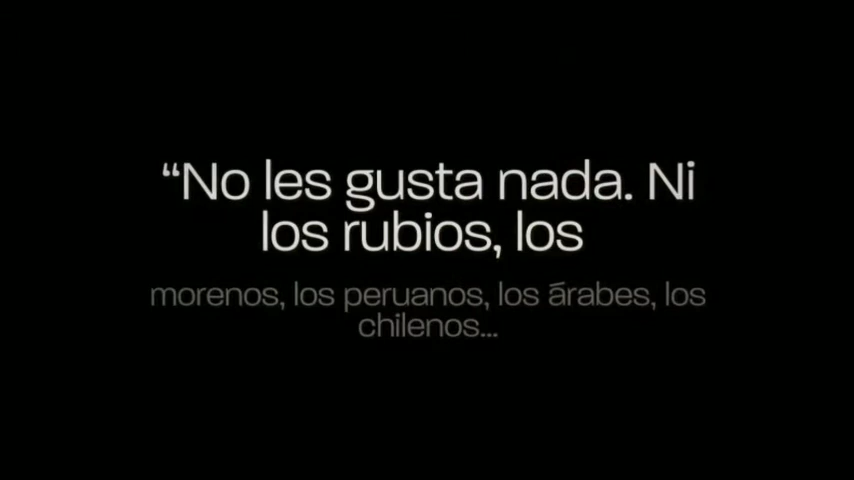 “No les gusta nada. Ni
los rubios, los
morenos, los peruanos, los árabes, los
chilenos...